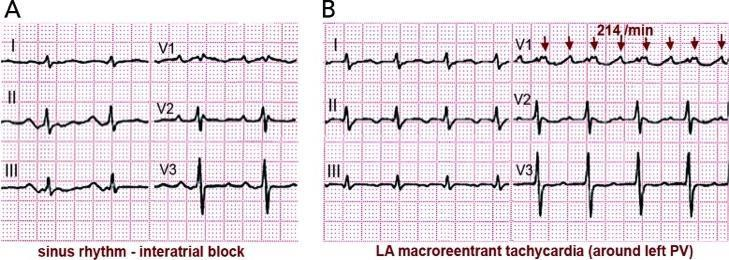 A
I
V1
II
V2
III
V3
sinus rhythm - interatrial block
B
214 /min
I
V1
II
V2
III
V3
LA macroreentrant tachycardia (around left PV)